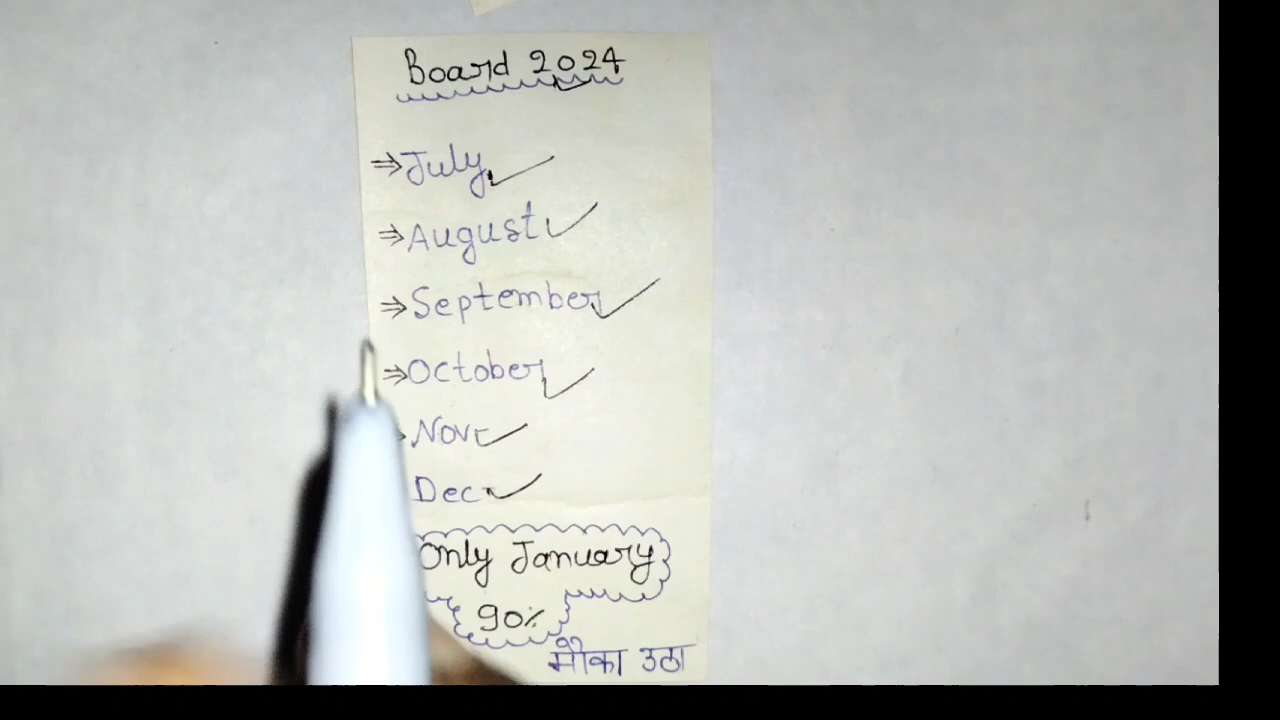 Board 2024
⇒July
⇒August
⇒September
⇒October
Nov
Dec
Only January
90%
मौका उठा